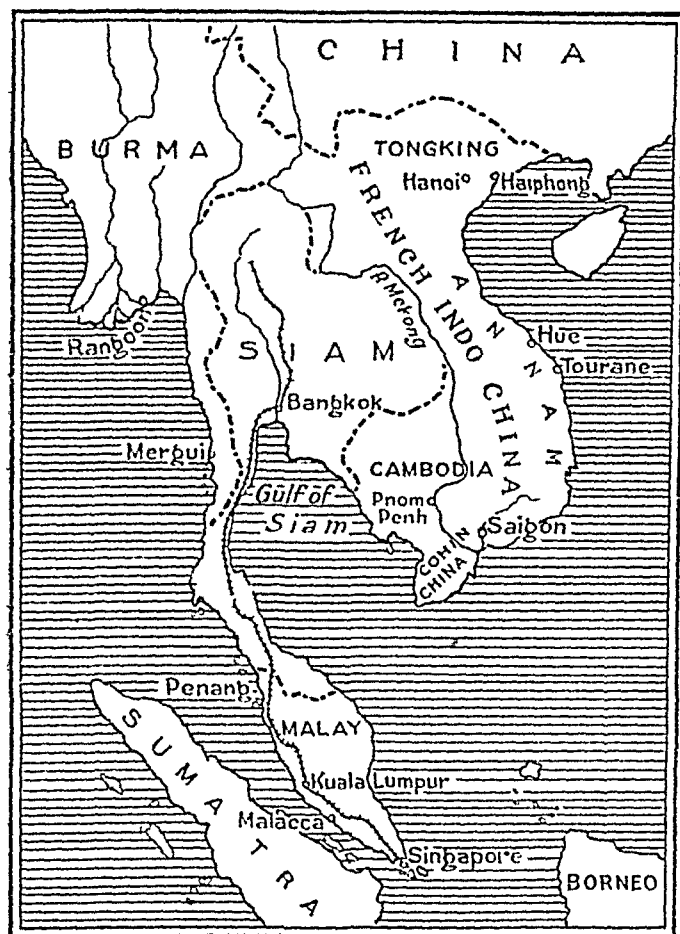 CHINA
BURMA
TONGKING
Hanoi
Haiphong
FRENCH INDO CHINA
ANNAM
R. Mekong
Rangoon
Hue
SIAM
Tourane
Bangkok
Mergui
CAMBODIA
Gulf of
Siam
Pnom
Penh
Saigon
COHIN
CHINA
Penang
SUMATRA
MALAY
Kuala Lumpur
Malacca
Singapore
BORNEO